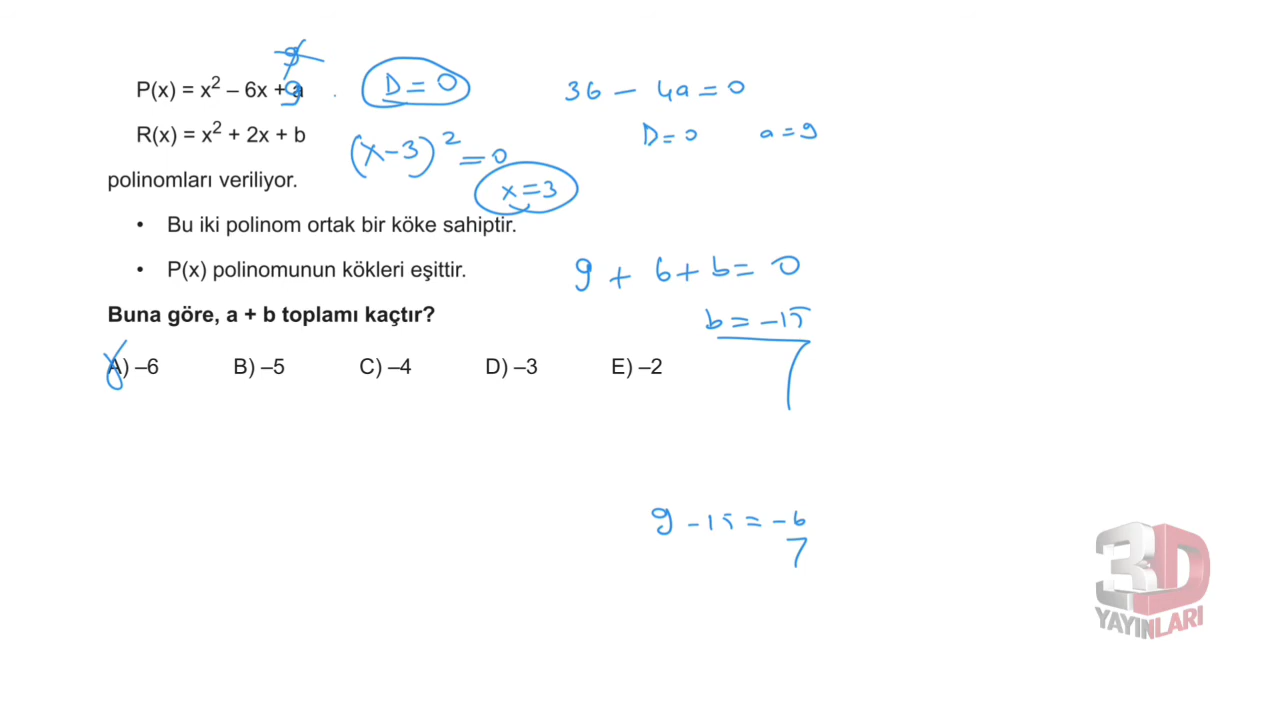 9
P(x) = x² – 6x + a
9
D = 0
36 – 4a = 0
R(x) = x² + 2x + b
(x – 3)² = 0
D = 0 a = 9
x = 3
polinomları veriliyor.
• Bu iki polinom ortak bir köke sahiptir.
• P(x) polinomunun kökleri eşittir.
9 + 6 + b = 0
Buna göre, a + b toplamı kaçtır?
b = –15
A) –6 B) –5 C) –4 D) –3 E) –2
9 – 15 = –6
3D
YAYINLARI